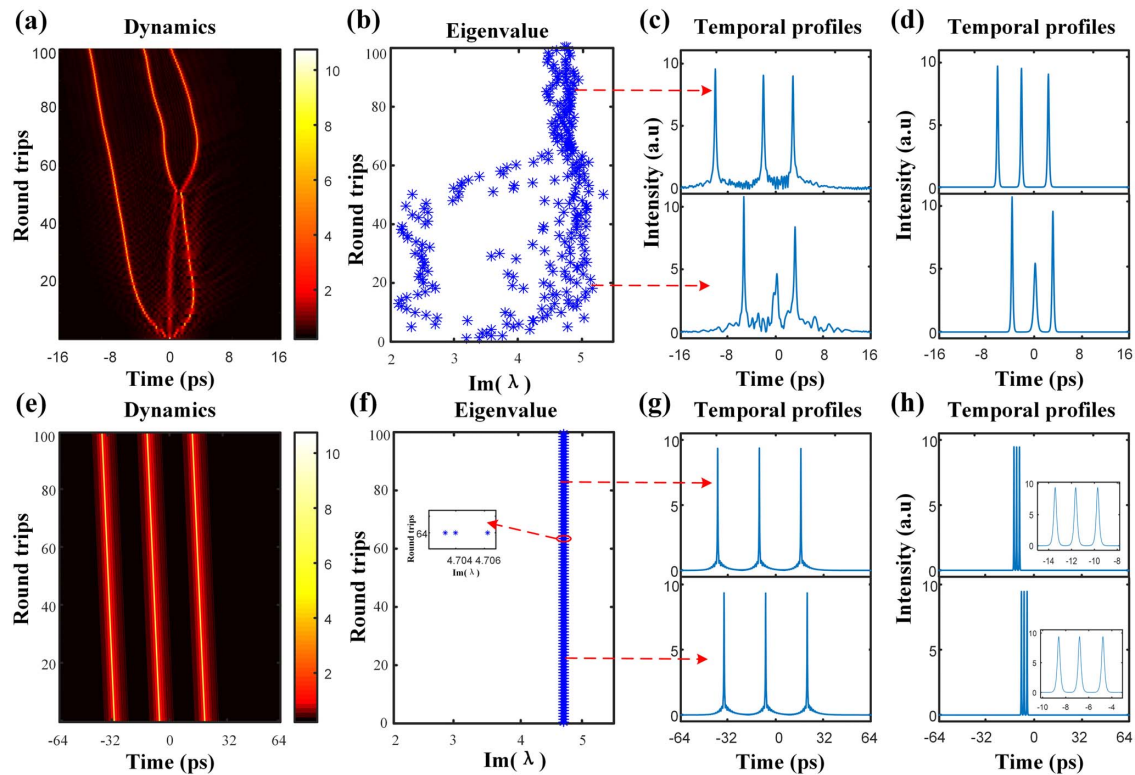 (a) Dynamics
100
80
60
40
20
-16 -8 0 8 16
Round trips
Time (ps)
10
8
6
4
2
(b) Eigenvalue
100
80
60
40
20
0
2 3 4 5
Round trips
Im( λ )
(c) Temporal profiles
10
5
0
10
5
0
-16 -8 0 8 16
Intensity (a.u)
Time (ps)
(d) Temporal profiles
10
5
0
10
5
0
-16 -8 0 8 16
Intensity (a.u)
Time (ps)
(e) Dynamics
100
80
60
40
20
-64 -32 0 32 64
Round trips
Time (ps)
10
8
6
4
2
(f) Eigenvalue
100
80
60
40
20
0
2 3 4 5
Round trips
Im( λ )
Round trips
64
4.704 4.706
Im( λ )
(g) Temporal profiles
10
5
0
10
5
0
-64 -32 0 32 64
Time (ps)
(h) Temporal profiles
10
5
0
10
5
0
-64 -32 0 32 64
Intensity (a.u)
Time (ps)
10
5
0
-14 -12 -10 -8
10
5
0
-10 -8 -6 -4